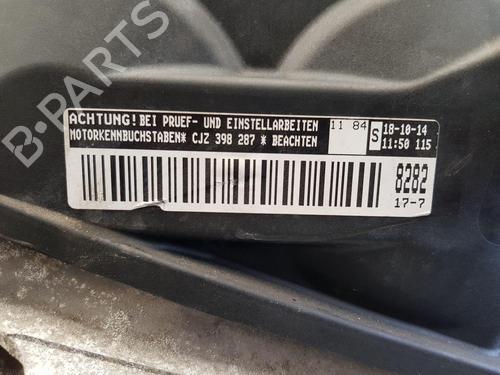 B-PARTS
ACHTUNG! BEI PRUEF- UND EINSTELLARBEITEN
MOTORKENNBUCHSTABEN* CJZ 398 287 * BEACHTEN
11 84
S
18-10-14
11:50 115
8282
17-7